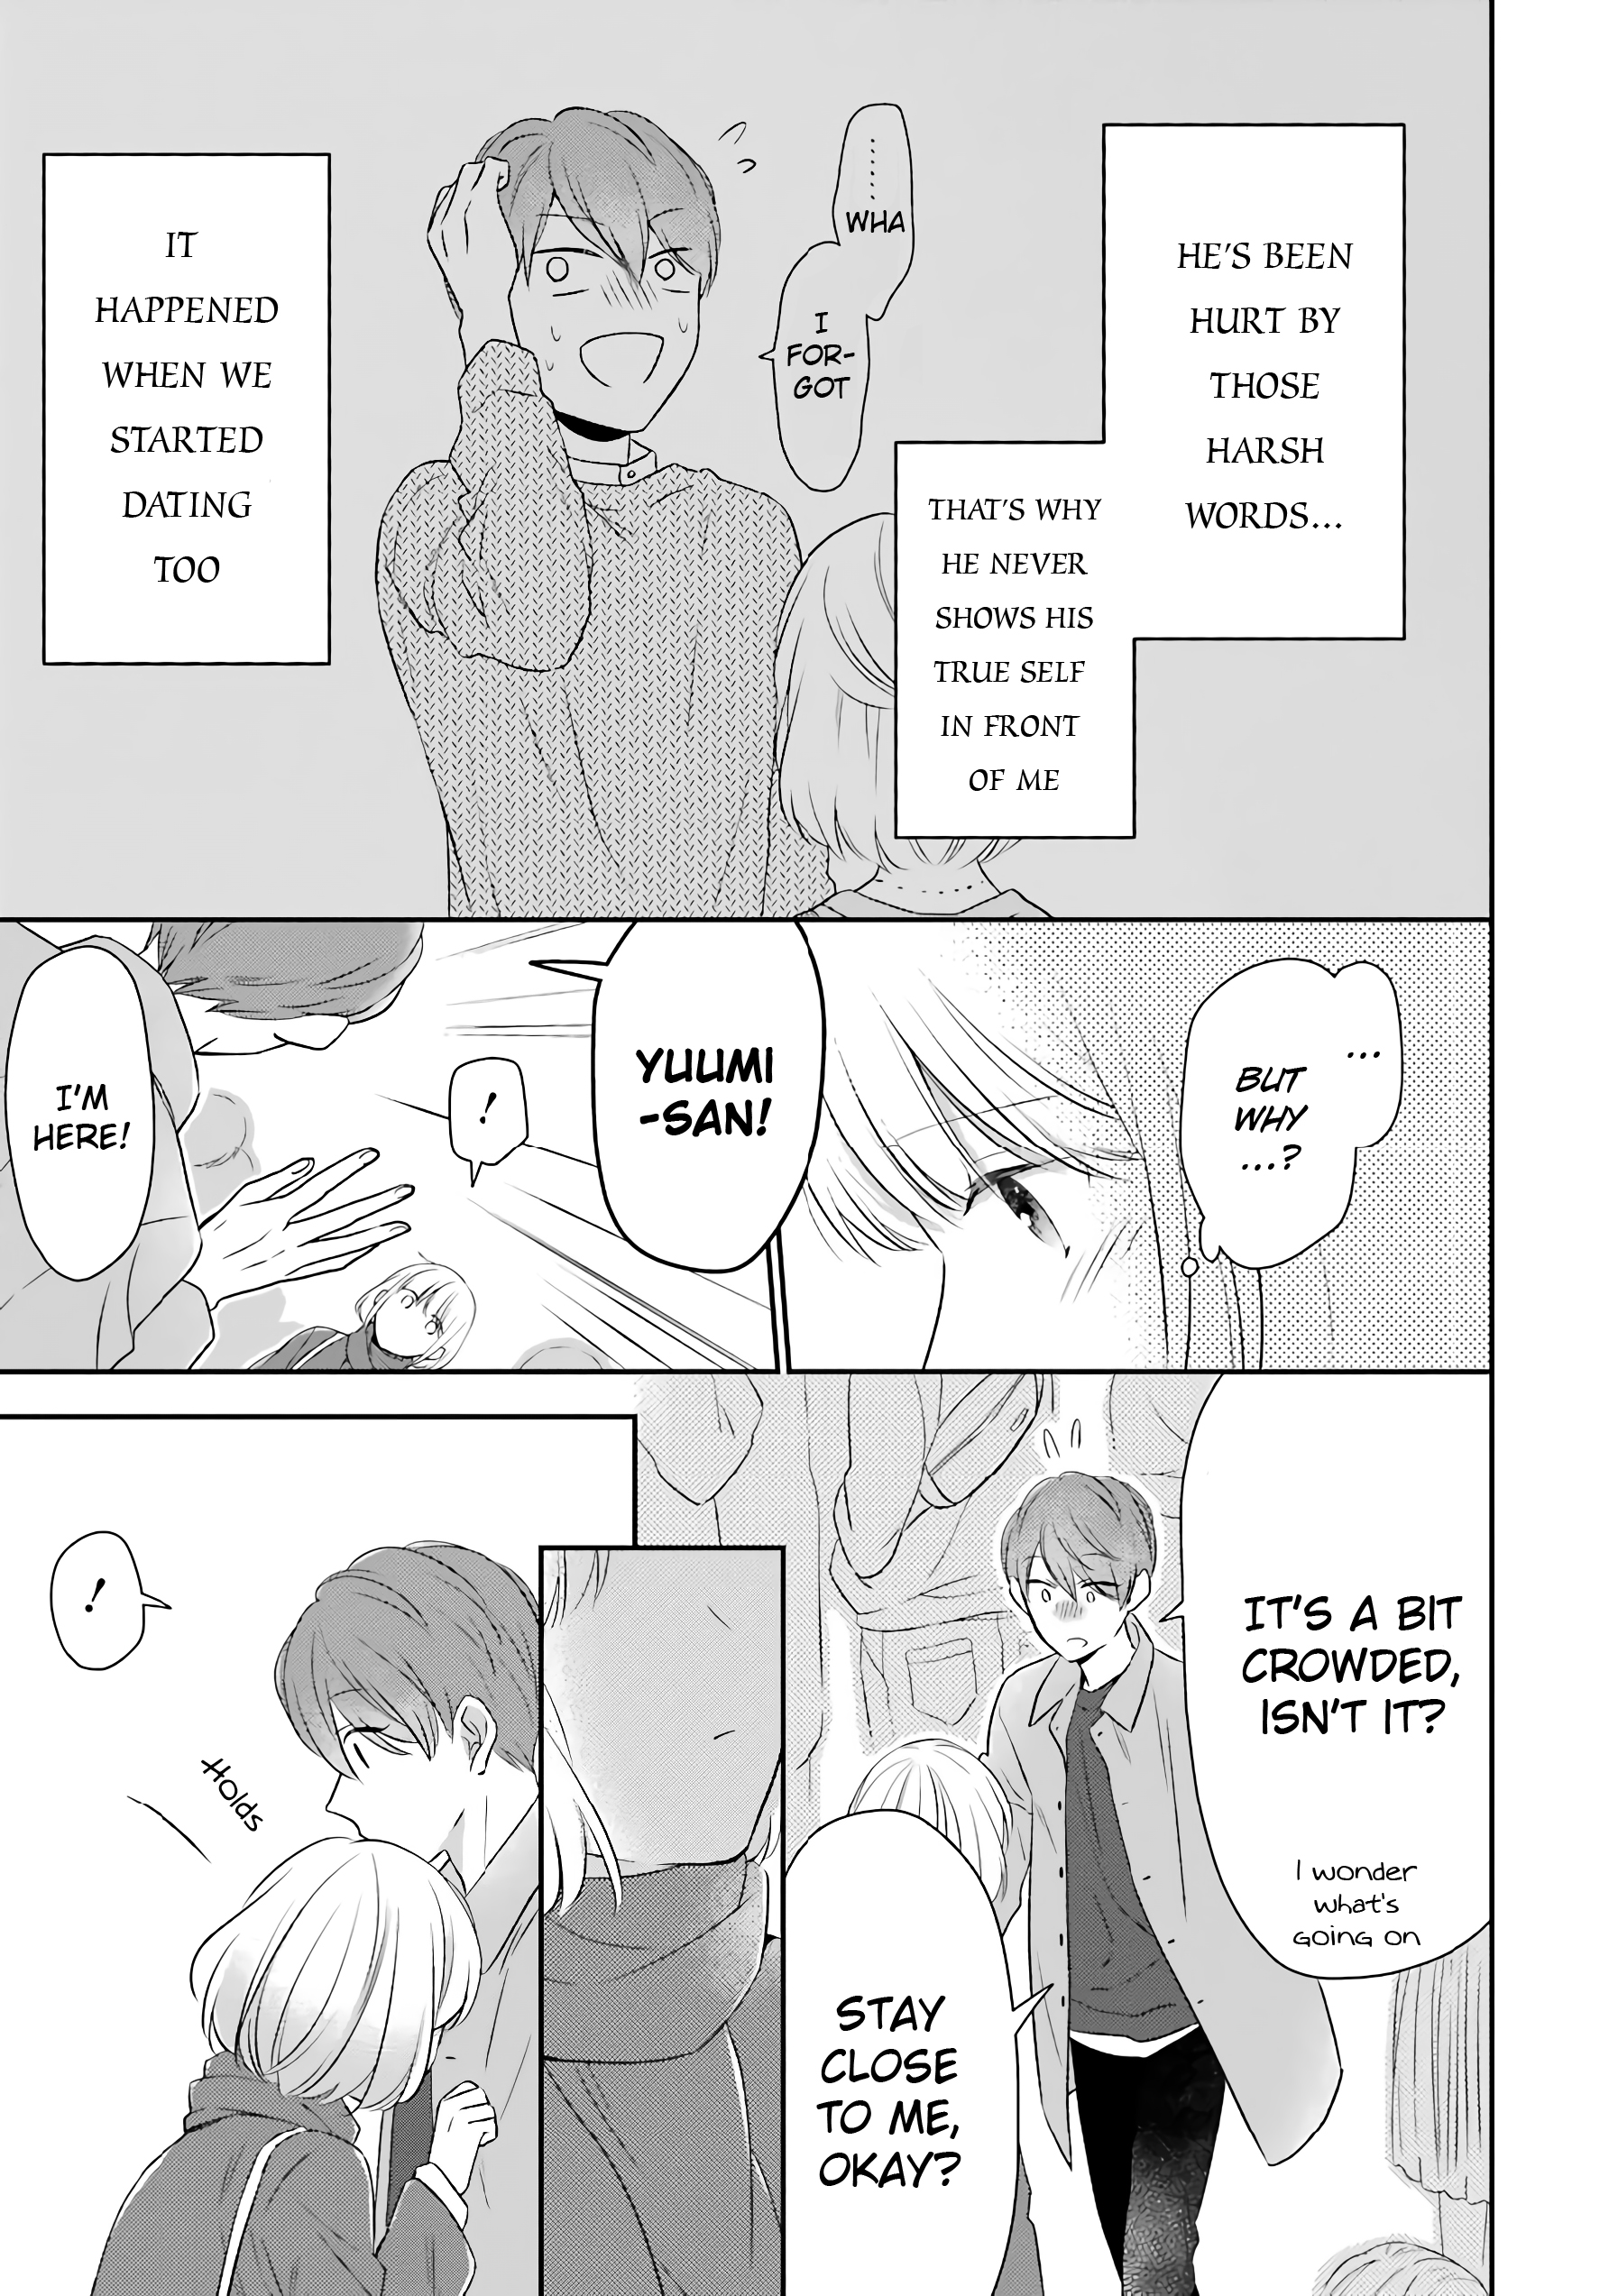 HE'S BEEN
HURT BY
THOSE
HARSH
WORDS...
THAT'S WHY
HE NEVER
SHOWS HIS
TRUE SELF
IN FRONT
OF ME
.........
WHA
I
FOR-
GOT
IT
HAPPENED
WHEN WE
STARTED
DATING
TOO
...
BUT
WHY
...?
YUUMI
-SAN!
!
I'M
HERE!
IT'S A BIT
CROWDED,
ISN'T IT?
I wonder
what's
going on
STAY
CLOSE
TO ME,
OKAY?
Holds
!